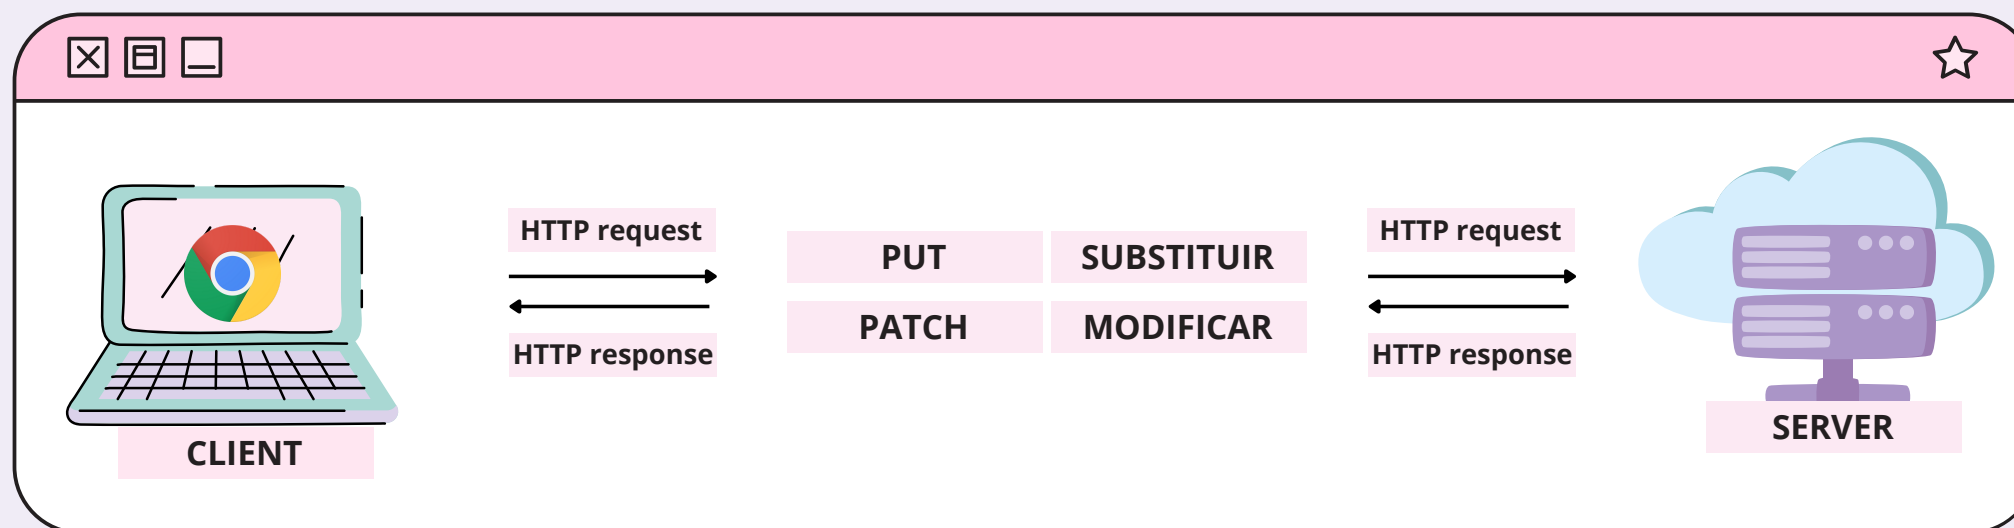 HTTP request
HTTP response
PUT
SUBSTITUIR
PATCH
MODIFICAR
HTTP request
HTTP response
CLIENT
SERVER